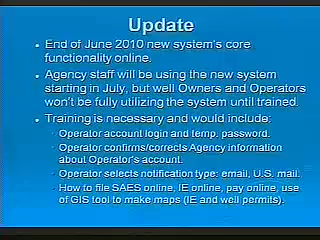 Update
End of June 2010 new system's core
functionality online.
Agency staff will be using the new system
starting in July, but well Owners and Operators
won't be fully utilizing the system until trained.
Training is necessary and would include:
Operator account login and temp. password.
Operator confirms/corrects Agency information
about Operator's account.
Operator selects notification type: email, U.S. mail.
How to file SAES online, IE online, pay online, use
of GIS tool to make maps (IE and well permits).